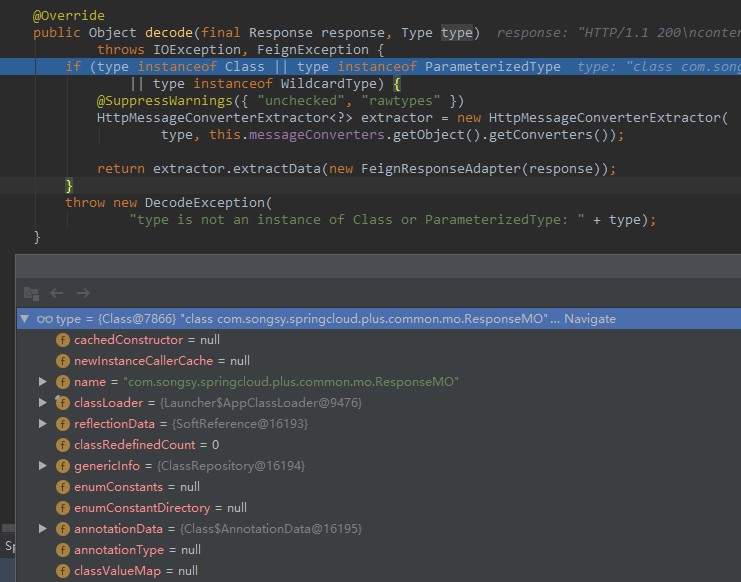 @Override
public Object decode(final Response response, Type type) response: "HTTP/1.1 200\nconten
throws IOException, FeignException {
if (type instanceof Class || type instanceof ParameterizedType type: "class com.song
|| type instanceof WildcardType) {
@SuppressWarnings({ "unchecked", "rawtypes" })
HttpMessageConverterExtractor<?> extractor = new HttpMessageConverterExtractor(
type, this.messageConverters.getObject().getConverters());
return extractor.extractData(new FeignResponseAdapter(response));
}
throw new DecodeException(
"type is not an instance of Class or ParameterizedType: " + type);
}
type = {Class@7866} "class com.songsy.springcloud.plus.common.mo.ResponseMO"... Navigate
f cachedConstructor = null
f newInstanceCallerCache = null
f name = "com.songsy.springcloud.plus.common.mo.ResponseMO"
f classLoader = {Launcher$AppClassLoader@9476}
f reflectionData = {SoftReference@16193}
f classRedefinedCount = 0
f genericInfo = {ClassRepository@16194}
f enumConstants = null
f enumConstantDirectory = null
f annotationData = {Class$AnnotationData@16195}
Sp
f annotationType = null
f classValueMap = null